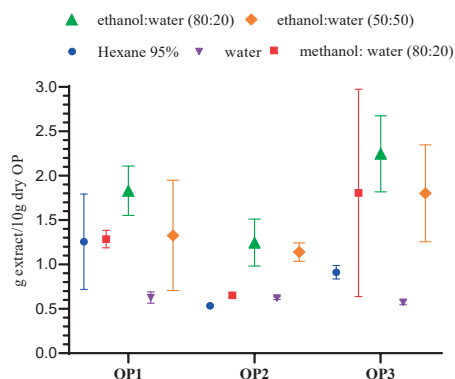 ethanol:water (80:20) ethanol:water (50:50)
Hexane 95% water methanol: water (80:20)
g extract/10g dry OP
3.0
2.5
2.0
1.5
1.0
0.5
0.0
OP1 OP2 OP3